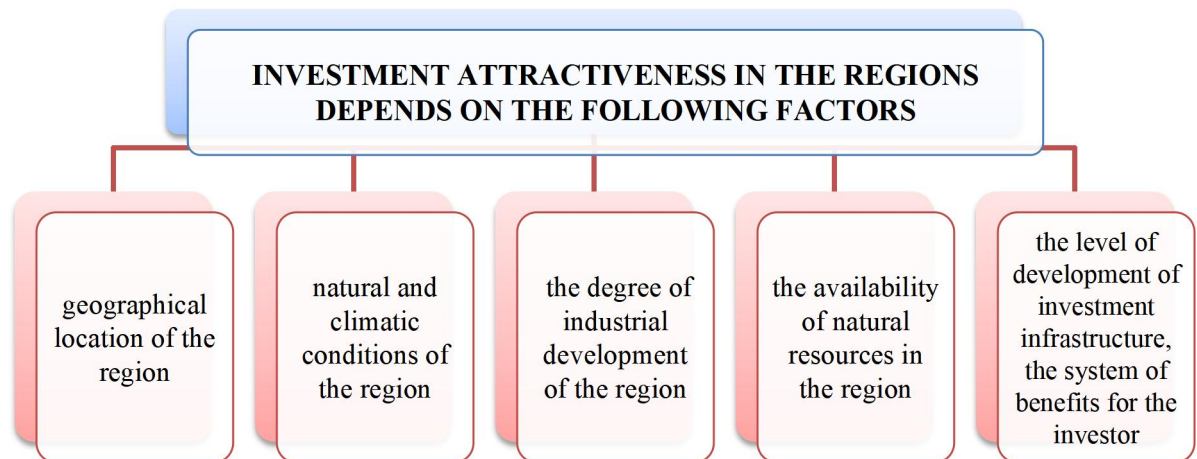 INVESTMENT ATTRACTIVENESS IN THE REGIONS
DEPENDS ON THE FOLLOWING FACTORS
geographical
location of the
region
natural and
climatic
conditions of
the region
the degree of
industrial
development
of the region
the availability
of natural
resources in
the region
the level of
development of
investment
infrastructure,
the system of
benefits for the
investor